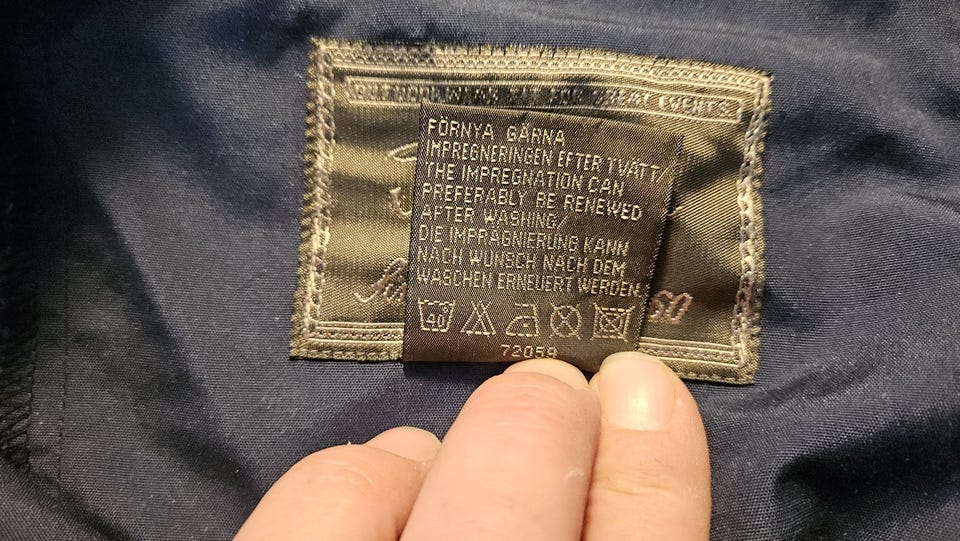 FÖRNYA GÄRNA
IMPREGNERINGEN EFTER TVÄTT/
THE IMPREGNATION CAN
PREFERABLY BE RENEWED
AFTER WASHING/
DIE IMPRÄGNIERUNG KANN
NACH WUNSCH NACH DEM
WASCHEN ERNEUERT WERDEN
40
72059